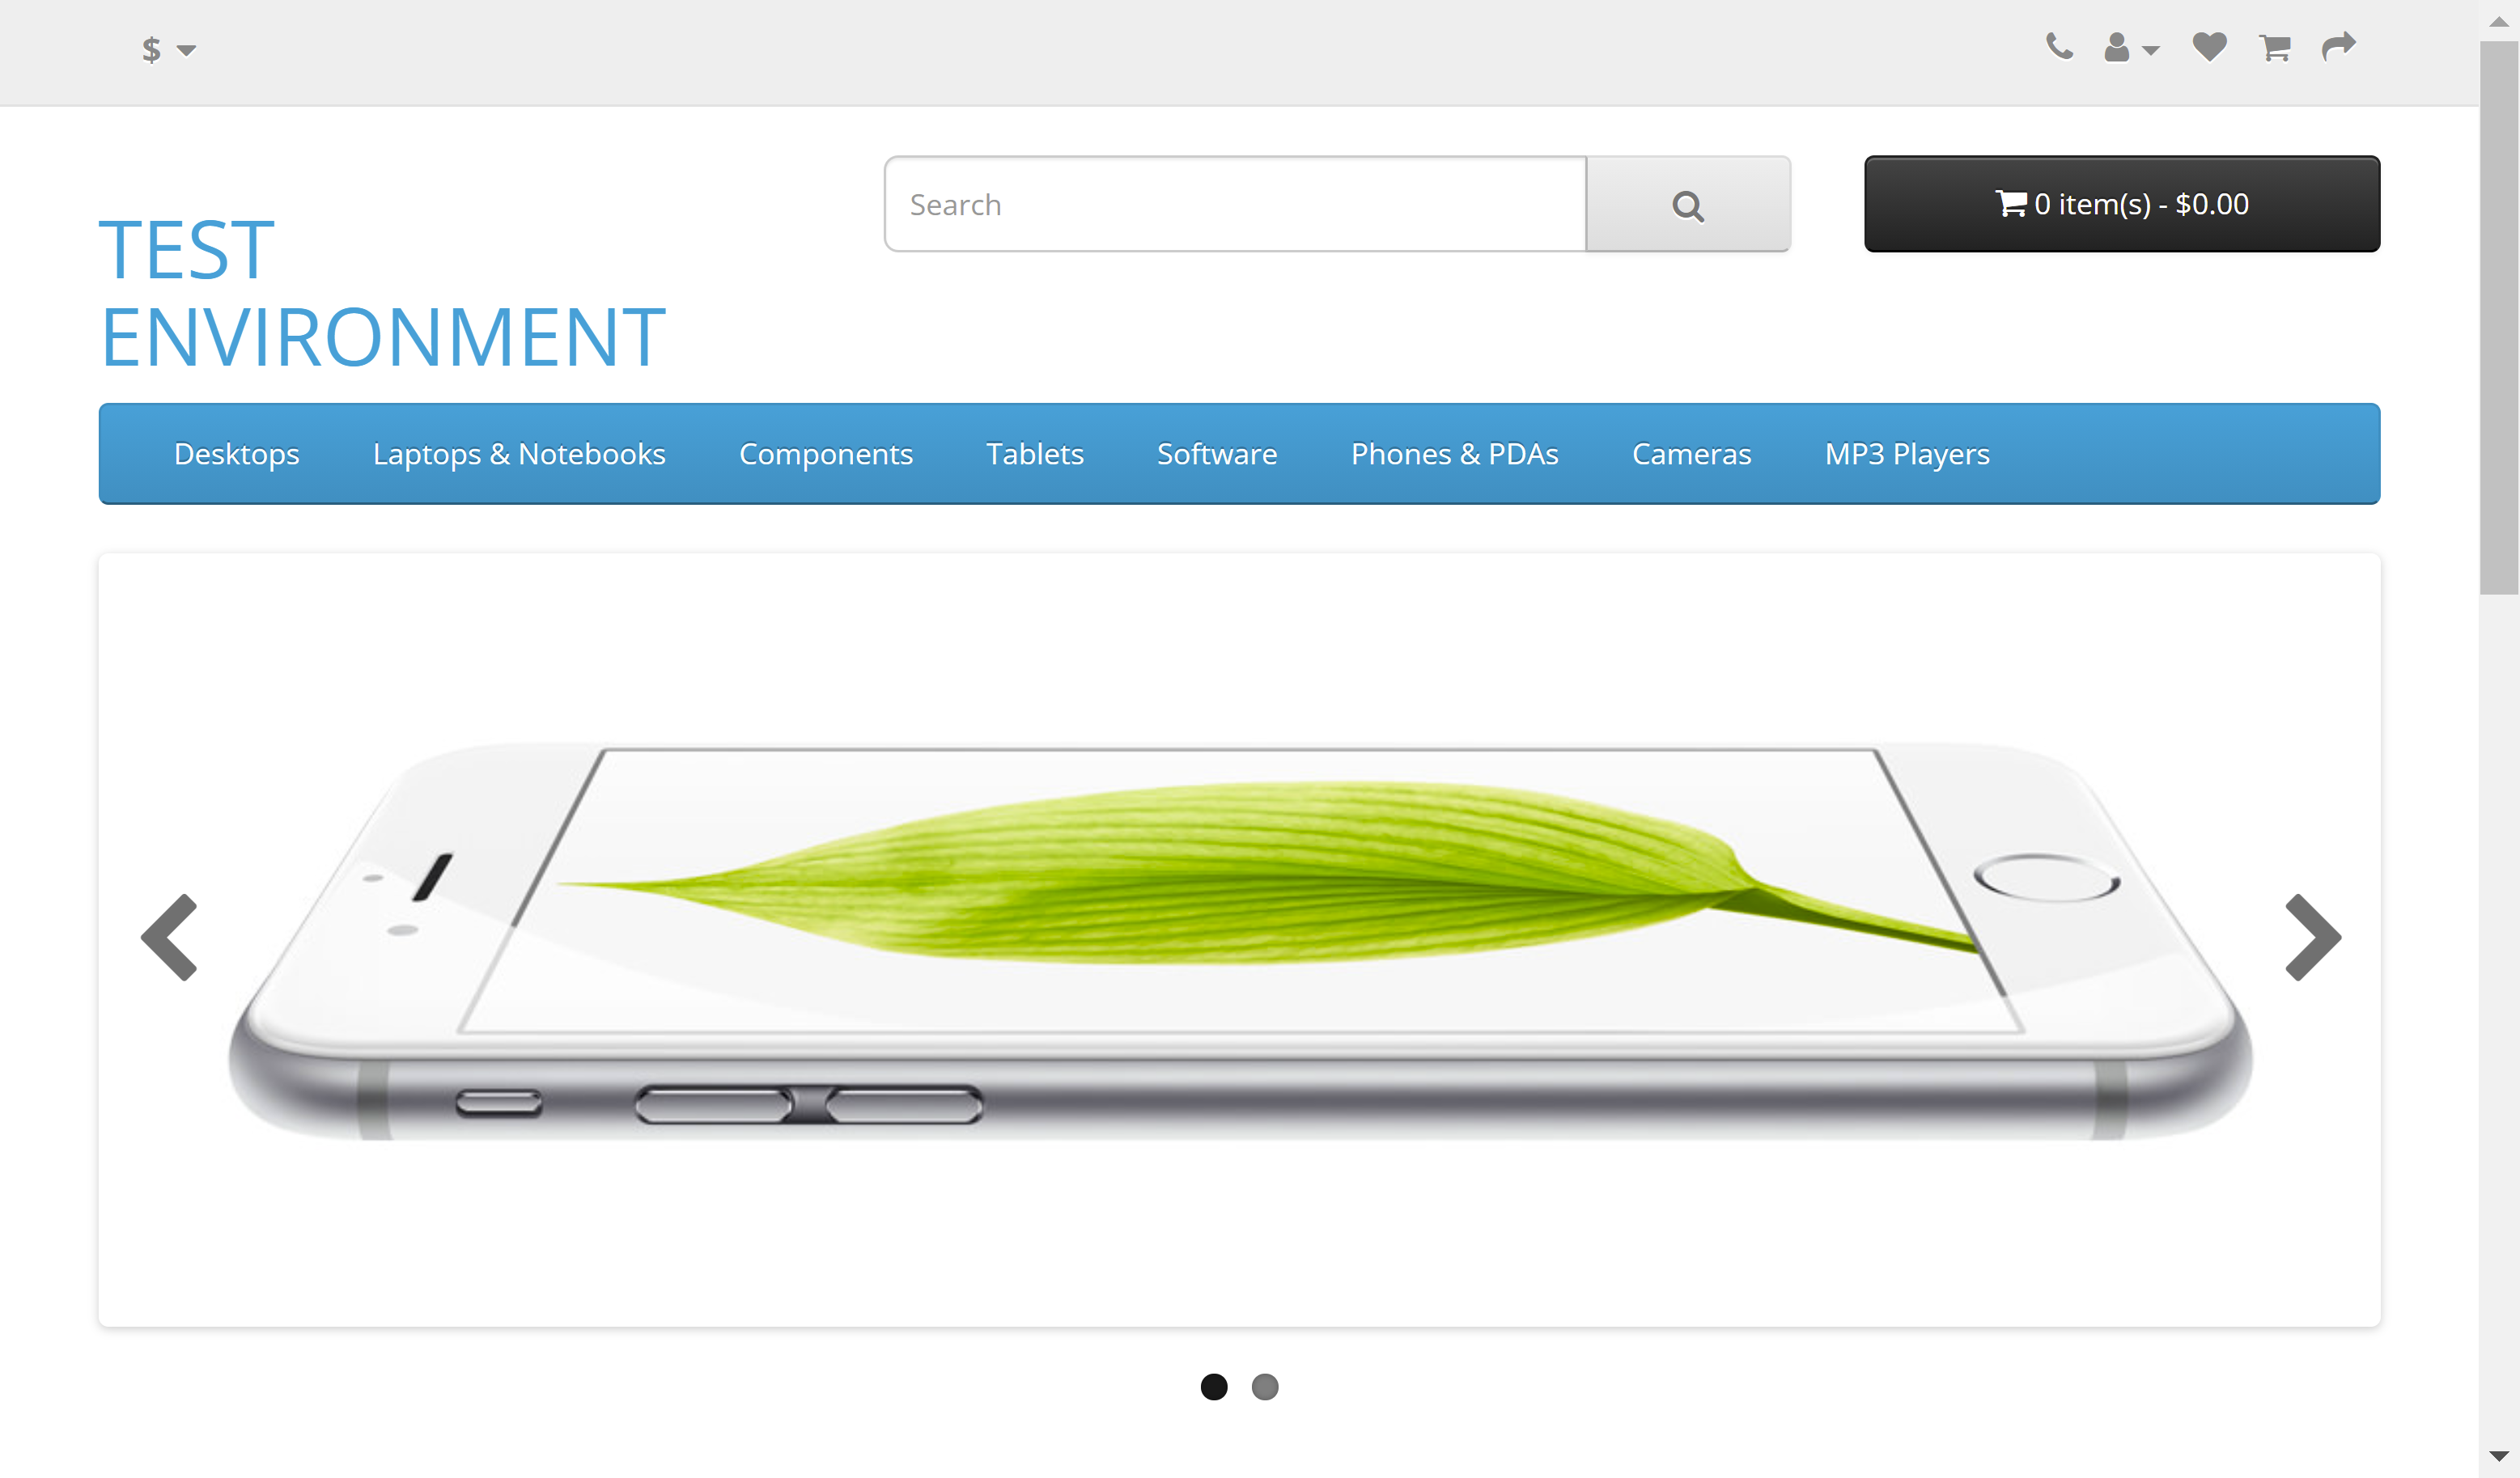 $
Search
0 item(s) - $0.00
TEST
ENVIRONMENT
Desktops
Laptops & Notebooks
Components
Tablets
Software
Phones & PDAs
Cameras
MP3 Players